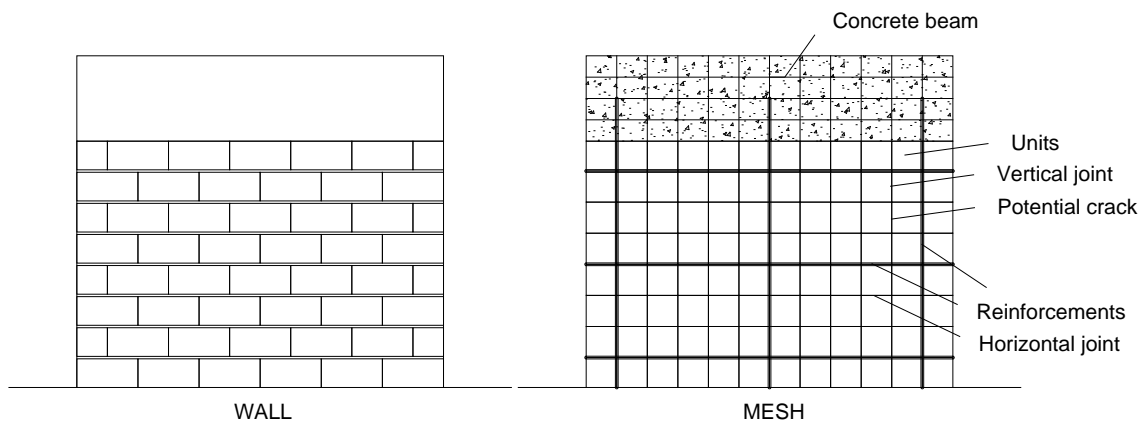 Concrete beam
Units
Vertical joint
Potential crack
Reinforcements
Horizontal joint
WALL
MESH